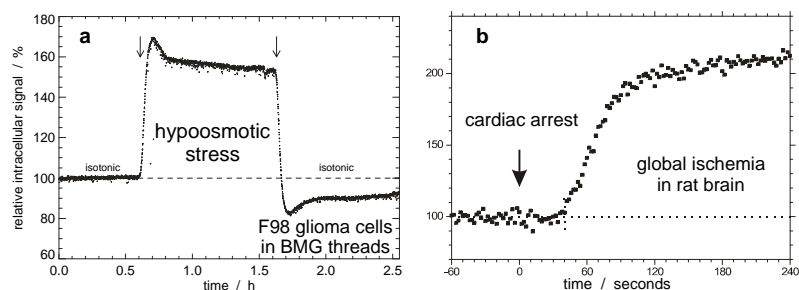 a
relative intracellular signal / %
180
160
140
120
100
80
60
isotonic
hypoosmotic
stress
isotonic
F98 glioma cells
in BMG threads
0.0
0.5
1.0
1.5
2.0
2.5
time / h
b
200
150
100
cardiac arrest
global ischemia
in rat brain
-60
0
60
120
180
240
time / seconds